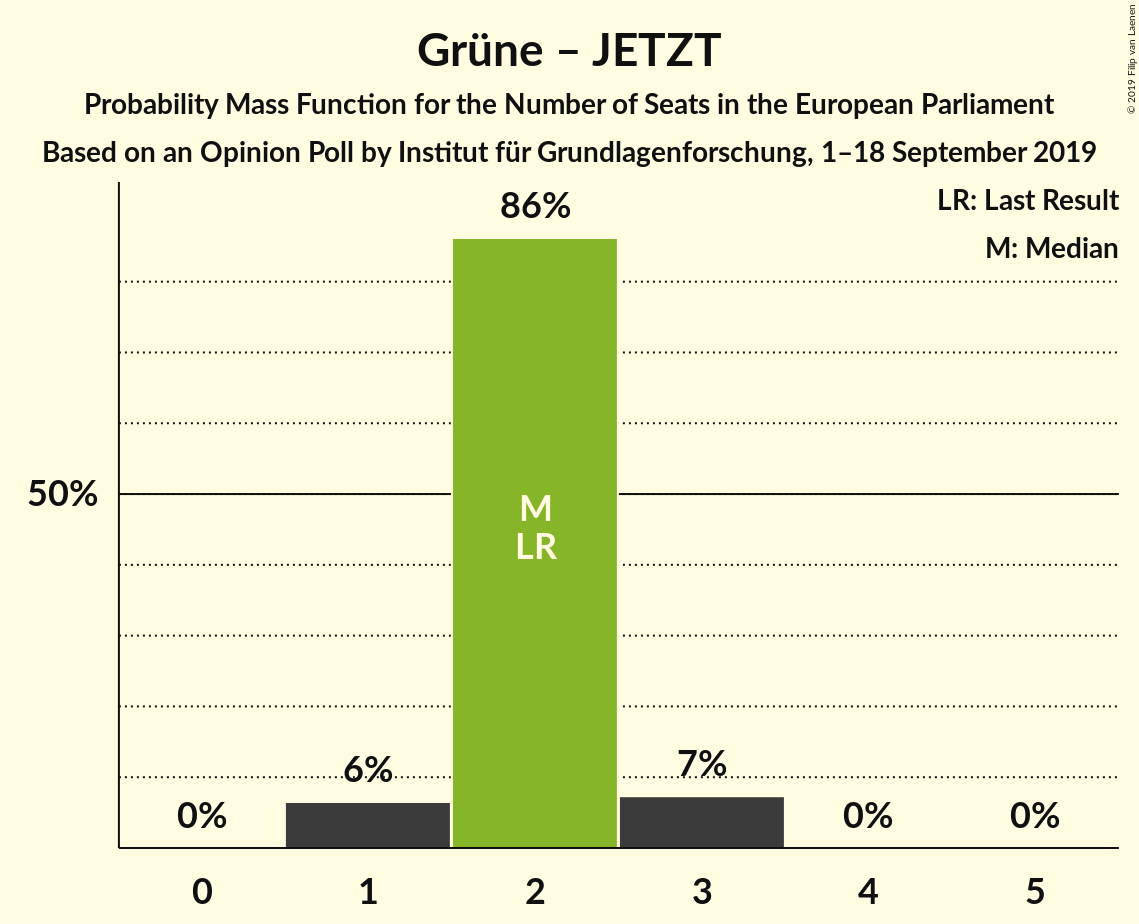 Grüne – JETZT
Probability Mass Function for the Number of Seats in the European Parliament
Based on an Opinion Poll by Institut für Grundlagenforschung, 1–18 September 2019
© 2019 Filip van Laenen
LR: Last Result
M: Median
86%
50%
M
LR
6%
7%
0%
0%
0%
0
1
2
3
4
5